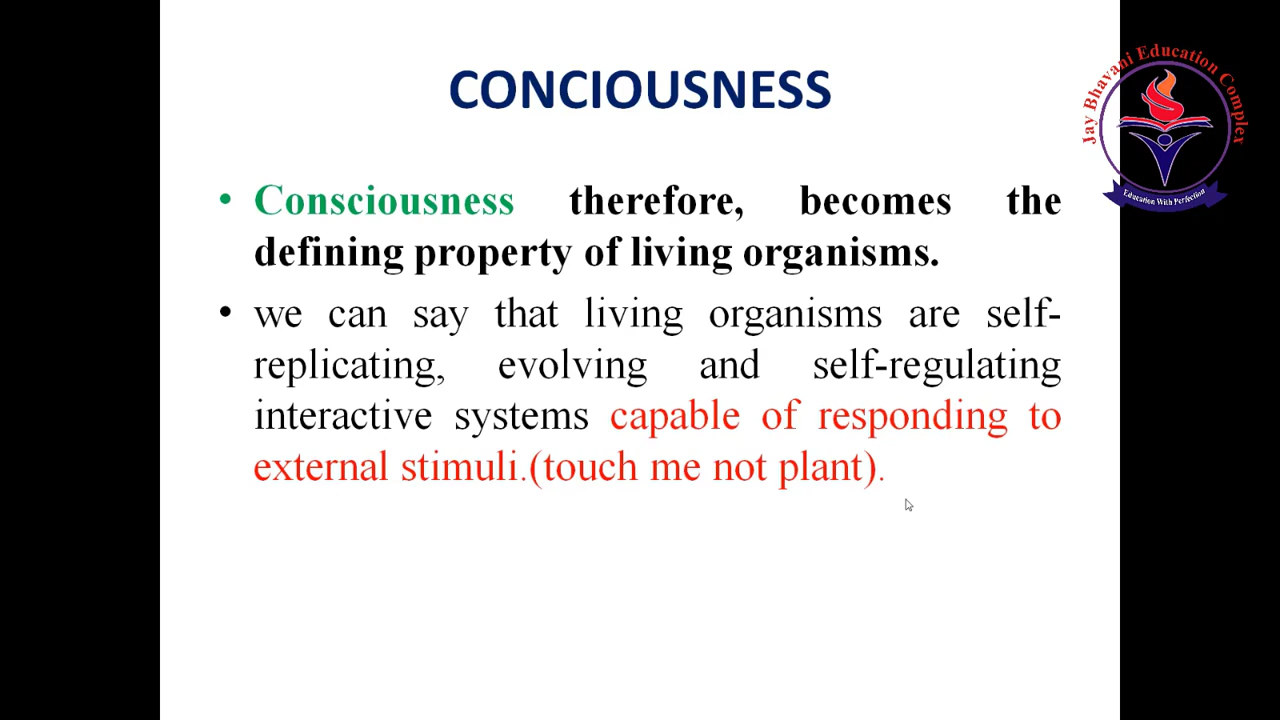 CONCIOUSNESS
Jay Bhavani Education Complex
Education With Perfection
• Consciousness therefore, becomes the
defining property of living organisms.
• we can say that living organisms are self-
replicating, evolving and self-regulating
interactive systems capable of responding to
external stimuli.(touch me not plant).